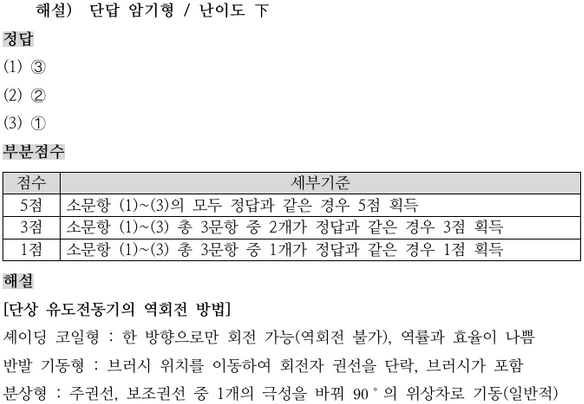 해설) 단답 암기형 / 난이도 下
정답
(1) ③
(2) ②
(3) ①
부분점수
점수 세부기준
5점 소문항 (1)~(3)의 모두 정답과 같은 경우 5점 획득
3점 소문항 (1)~(3) 총 3문항 중 2개가 정답과 같은 경우 3점 획득
1점 소문항 (1)~(3) 총 3문항 중 1개가 정답과 같은 경우 1점 획득
해설
[단상 유도전동기의 역회전 방법]
셰이딩 코일형 : 한 방향으로만 회전 가능(역회전 불가), 역률과 효율이 나쁨
반발 기동형 : 브러시 위치를 이동하여 회전자 권선을 단락, 브러시가 포함
분상형 : 주권선, 보조권선 중 1개의 극성을 바꿔 90˚의 위상차로 기동(일반적)